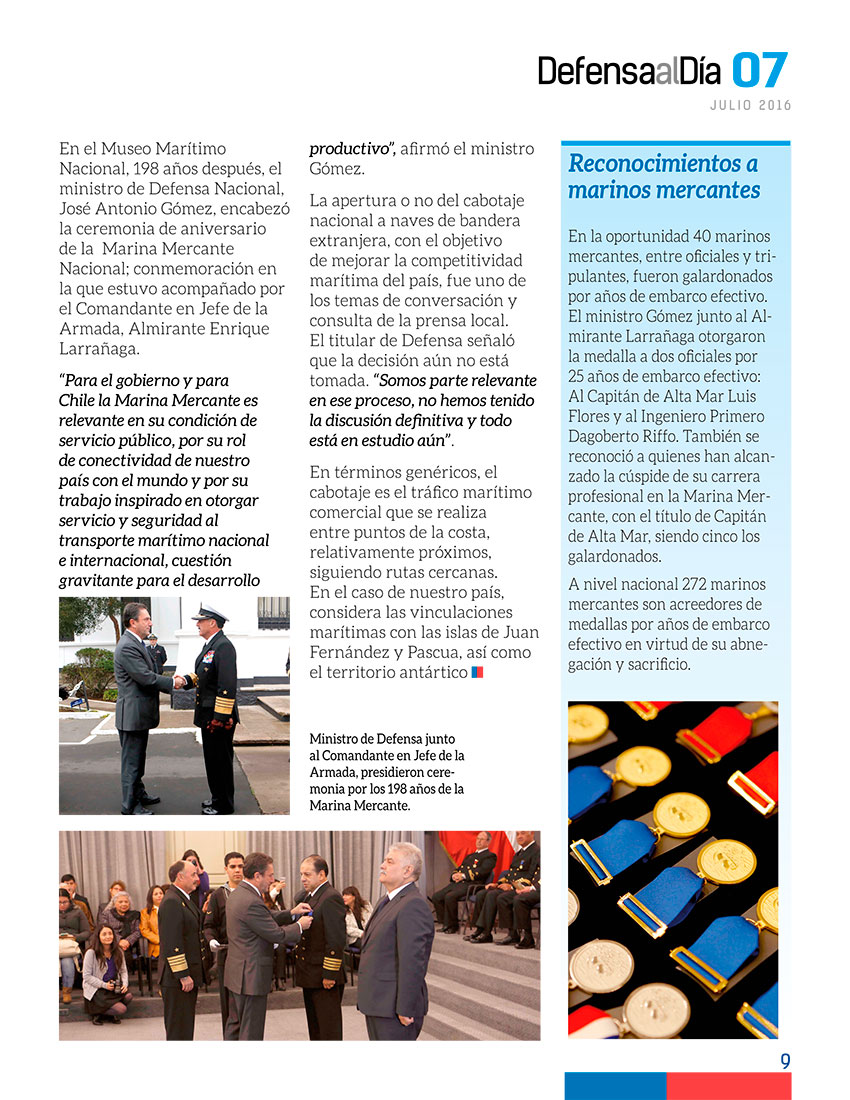 DefensaalDía 07
JULIO 2016
En el Museo Marítimo
Nacional, 198 años después, el
ministro de Defensa Nacional,
José Antonio Gómez, encabezó
la ceremonia de aniversario
de la  Marina Mercante
Nacional; conmemoración en
la que estuvo acompañado por
el Comandante en Jefe de la
Armada, Almirante Enrique
Larrañaga.
“Para el gobierno y para
Chile la Marina Mercante es
relevante en su condición de
servicio público, por su rol
de conectividad de nuestro
país con el mundo y por su
trabajo inspirado en otorgar
servicio y seguridad al
transporte marítimo nacional
e internacional, cuestión
gravitante para el desarrollo
productivo”, afirmó el ministro
Gómez.
La apertura o no del cabotaje
nacional a naves de bandera
extranjera, con el objetivo
de mejorar la competitividad
marítima del país, fue uno de
los temas de conversación y
consulta de la prensa local.
El titular de Defensa señaló
que la decisión aún no está
tomada. “Somos parte relevante
en ese proceso, no hemos tenido
la discusión definitiva y todo
está en estudio aún”.
En términos genéricos, el
cabotaje es el tráfico marítimo
comercial que se realiza
entre puntos de la costa,
relativamente próximos,
siguiendo rutas cercanas.
En el caso de nuestro país,
considera las vinculaciones
marítimas con las islas de Juan
Fernández y Pascua, así como
el territorio antártico
Ministro de Defensa junto
al Comandante en Jefe de la
Armada, presidieron cere-
monia por los 198 años de la
Marina Mercante.
Reconocimientos a
marinos mercantes
En la oportunidad 40 marinos
mercantes, entre oficiales y tri-
pulantes, fueron galardonados
por años de embarco efectivo.
El ministro Gómez junto al Al-
mirante Larrañaga otorgaron
la medalla a dos oficiales por
25 años de embarco efectivo:
Al Capitán de Alta Mar Luis
Flores y al Ingeniero Primero
Dagoberto Riffo. También se
reconoció a quienes han alcan-
zado la cúspide de su carrera
profesional en la Marina Mer-
cante, con el título de Capitán
de Alta Mar, siendo cinco los
galardonados.
A nivel nacional 272 marinos
mercantes son acreedores de
medallas por años de embarco
efectivo en virtud de su abne-
gación y sacrificio.
9